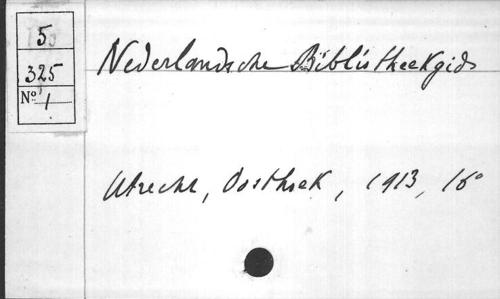 5
325
No 1
Nederlandsche Bibliotheekgids
Utrecht, Oosthoek, 1913, 16°